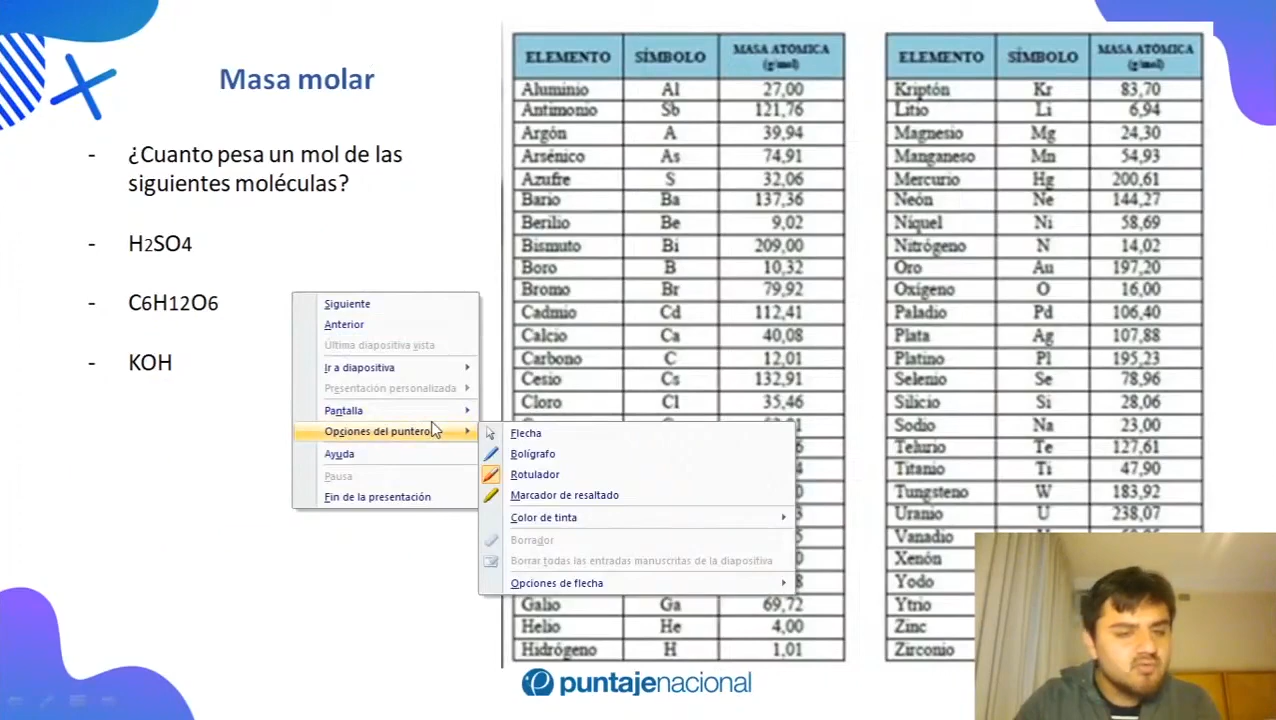 Masa molar
- ¿Cuanto pesa un mol de las
siguientes moléculas?
- H2SO4
- C6H12O6
- KOH
Siguiente
Anterior
Última diapositiva vista
Ir a diapositiva
Presentación personalizada
Pantalla
Opciones del puntero
Ayuda
Pausa
Fin de la presentación
Flecha
Bolígrafo
Rotulador
Marcador de resaltado
Color de tinta
Borrador
Borrar todas las entradas manuscritas de la diapositiva
Opciones de flecha
ELEMENTO SÍMBOLO MASA ATOMICA (g/mol)
Aluminio Al 27,00
Antimonio Sb 121,76
Argón A 39,94
Arsénico As 74,91
Azufre S 32,06
Bario Ba 137,36
Berilio Be 9,02
Bismuto Bi 209,00
Boro B 10,32
Bromo Br 79,92
Cadmio Cd 112,41
Calcio Ca 40,08
Carbono C 12,01
Cesio Cs 132,91
Cloro Cl 35,46
Galio Ga 69,72
Helio He 4,00
Hidrógeno H 1,01
ELEMENTO SÍMBOLO MASA ATOMICA (g/mol)
Kriptón Kr 83,70
Litio Li 6,94
Magnesio Mg 24,30
Manganeso Mn 54,93
Mercurio Hg 200,61
Neón Ne 144,27
Níquel Ni 58,69
Nitrógeno N 14,02
Oro Au 197,20
Oxígeno O 16,00
Paladio Pd 106,40
Plata Ag 107,88
Platino Pl 195,23
Selenio Se 78,96
Silicio Si 28,06
Sodio Na 23,00
Telurio Te 127,61
Titanio Ti 47,90
Tungsteno W 183,92
Uranio U 238,07
Vanadio
Xenón
Yodo
Ytrio
Zinc
Zirconio
puntajenacional